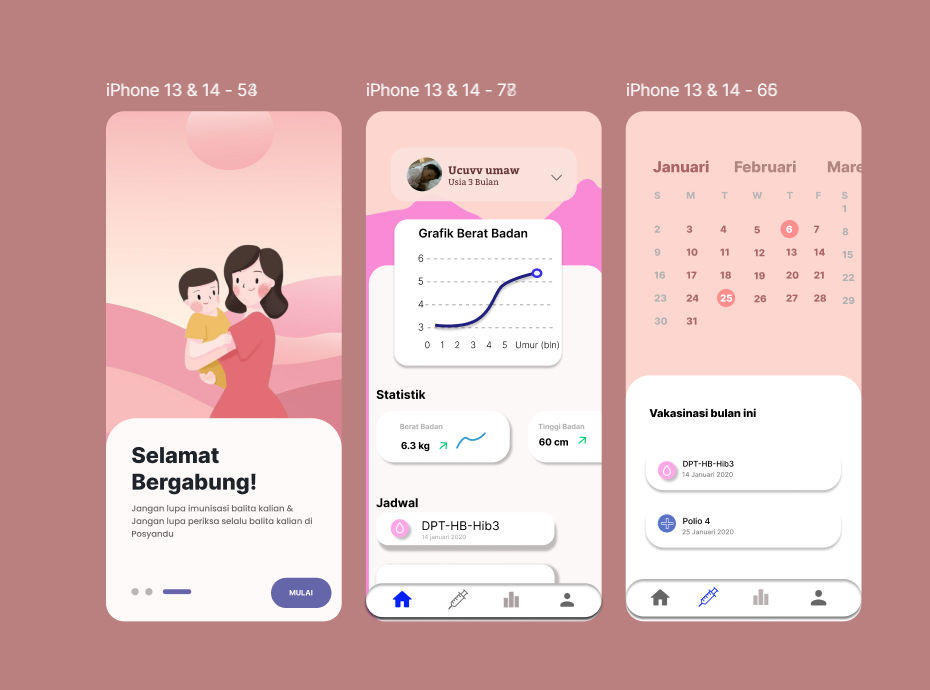 iPhone 13 & 14 -
iPhone 13 & 14 -
iPhone 13 & 14 -
Selamat
Bergabung!
Jangan lupa imunisasi balita kalian &
Jangan lupa periksa selalu balita kalian di
Posyandu
MULAI
Ucuvv umaw
Usia 3 Bulan
Grafik Berat Badan
6
5
4
3
0 1 2 3 4 5 Umur (bln)
Statistik
Berat Badan
6.3 kg
Tinggi Badan
60 cm
Jadwal
DPT-HB-Hib3
14 januari 2020
Januari Februari Mare
S M T W T F S
1
2 3 4 5 6 7 8
9 10 11 12 13 14 15
16 17 18 19 20 21 22
23 24 25 26 27 28 29
30 31
Vakasinasi bulan ini
DPT-HB-Hib3
14 Januari 2020
Polio 4
25 Januari 2020